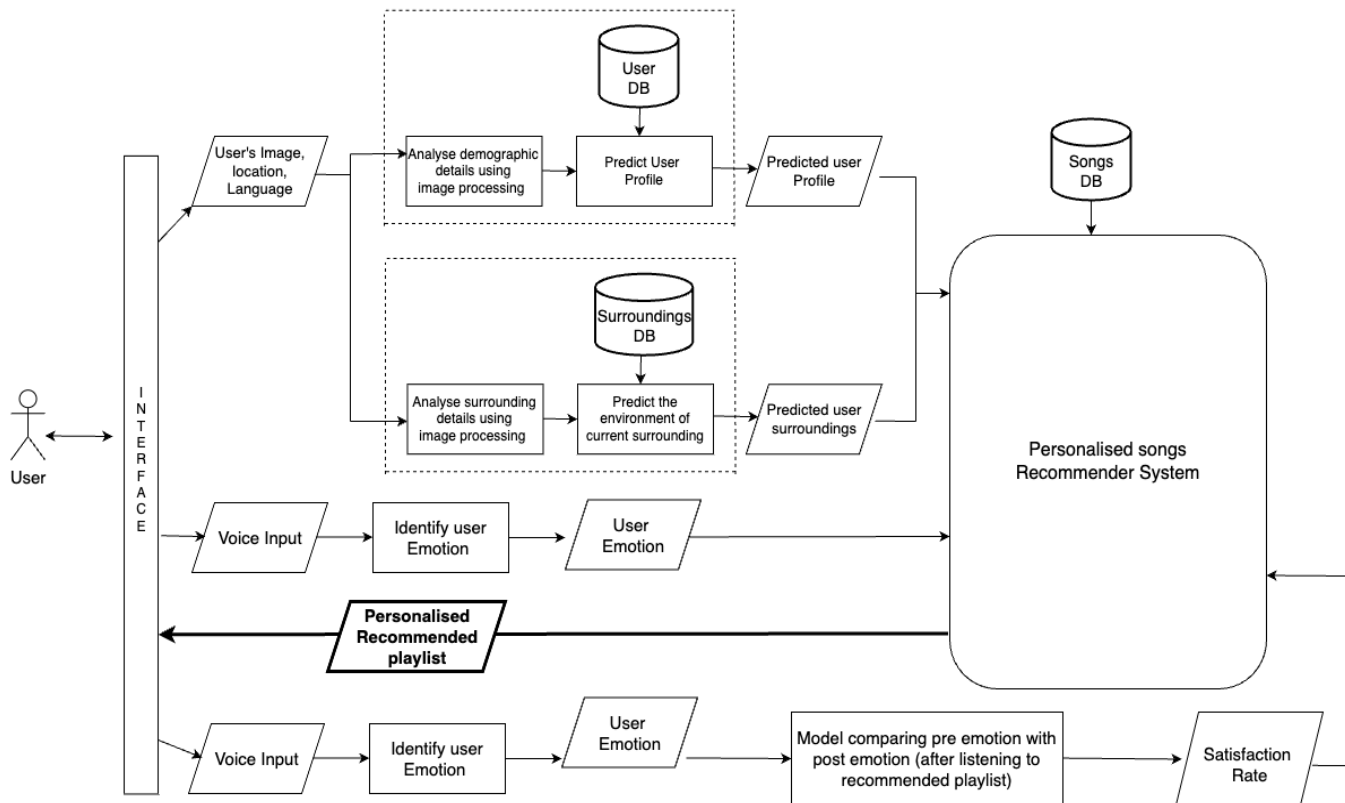 User
DB
User's Image,
location,
Language
Analyse demographic
details using
image processing
Predict User
Profile
Predicted user
Profile
Songs
DB
Surroundings
DB
Analyse surrounding
details using
image processing
Predict the
environment of
current surrounding
Predicted user
surroundings
User
INTERFACE
Personalised songs
Recommender System
Voice Input
Identify user
Emotion
User
Emotion
Personalised
Recommended
playlist
Voice Input
Identify user
Emotion
User
Emotion
Model comparing pre emotion with
post emotion (after listening to
recommended playlist)
Satisfaction
Rate